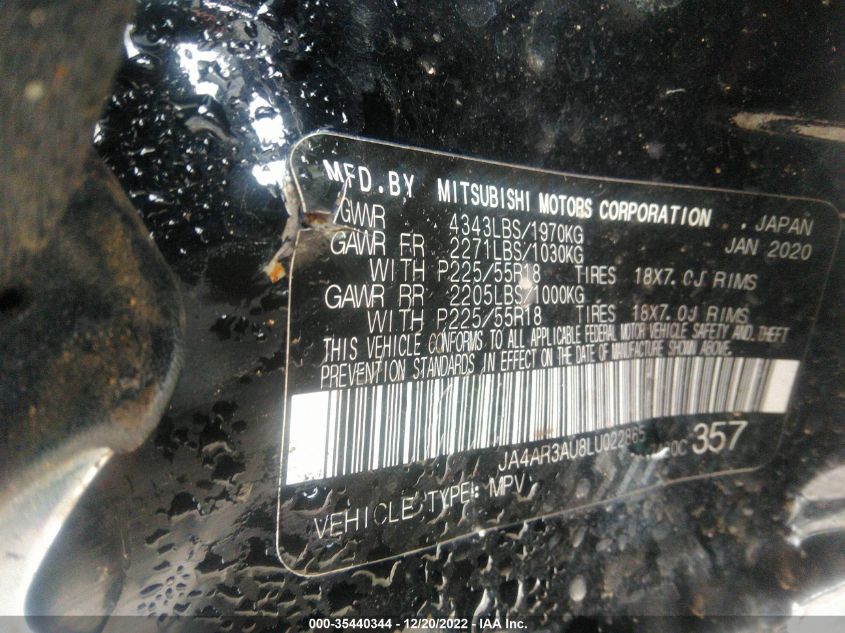 MFD.BY MITSUBISHI MOTORS CORPORATION , JAPAN
GVWR 4343LBS/1970KG JAN 2020
GAWR FR 2271LBS/1030KG
WITH P225/55R18 TIRES 18X7.0J RIMS
GAWR RR 2205LBS/1000KG
WITH P225/55R18 TIRES 18X7.0J RIMS
THIS VEHICLE CONFORMS TO ALL APPLICABLE FEDERAL MOTOR VEHICLE SAFETY AND THEFT
PREVENTION STANDARDS IN EFFECT ON THE DATE OF MANUFACTURE SHOWN ABOVE.
JA4AR3AU8LU022865 357
VEHICLE TYPE: MPV
000-35440344 - 12/20/2022 - IAA Inc.